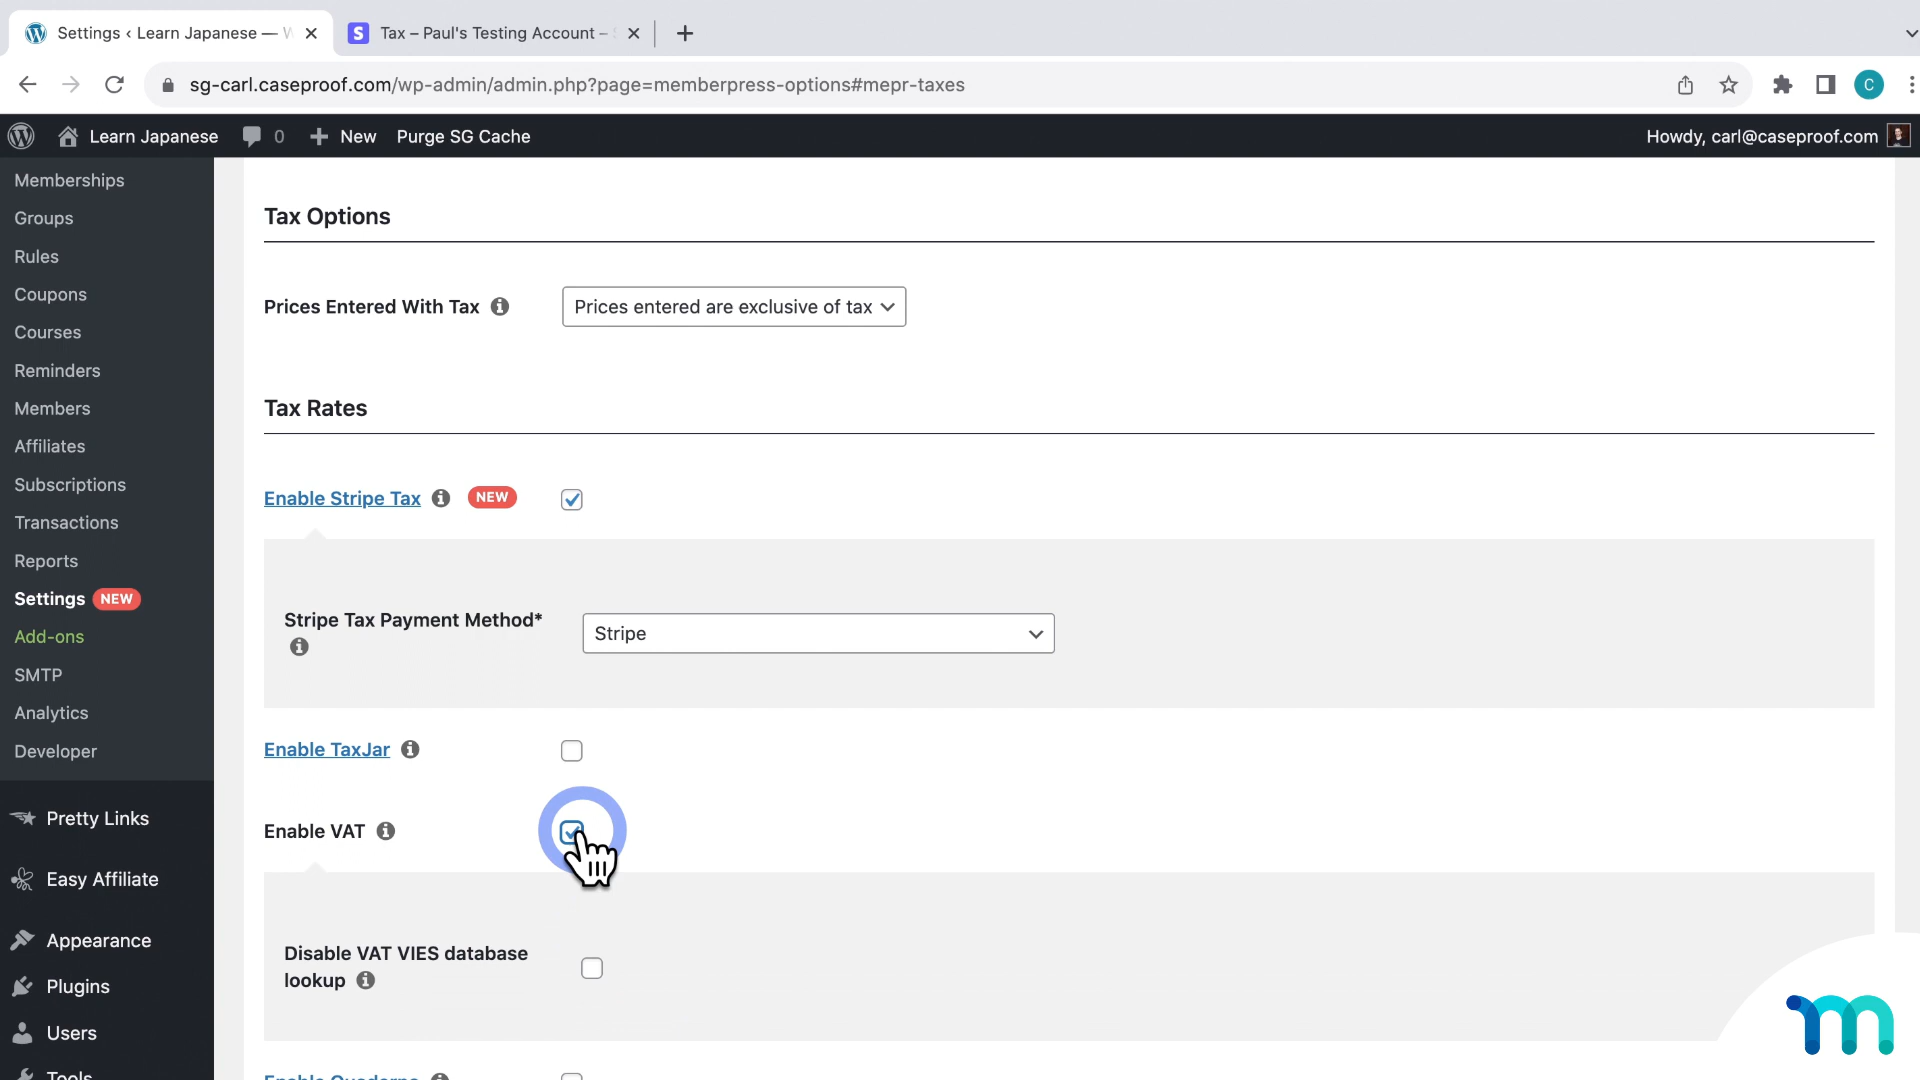 Settings ‹ Learn Japanese —
Tax – Paul's Testing Account –
sg-carl.caseproof.com/wp-admin/admin.php?page=memberpress-options#mepr-taxes
C
Learn Japanese
0
New
Purge SG Cache
Howdy, carl@caseproof.com
Memberships
Groups
Rules
Coupons
Courses
Reminders
Members
Affiliates
Subscriptions
Transactions
Reports
Settings NEW
Add-ons
SMTP
Analytics
Developer
Pretty Links
Easy Affiliate
Appearance
Plugins
Users
Tools
Tax Options
Prices Entered With Tax
Prices entered are exclusive of tax
Tax Rates
Enable Stripe Tax NEW
Stripe Tax Payment Method*
Stripe
Enable TaxJar
Enable VAT
Disable VAT VIES database
lookup
Enable Quaderno